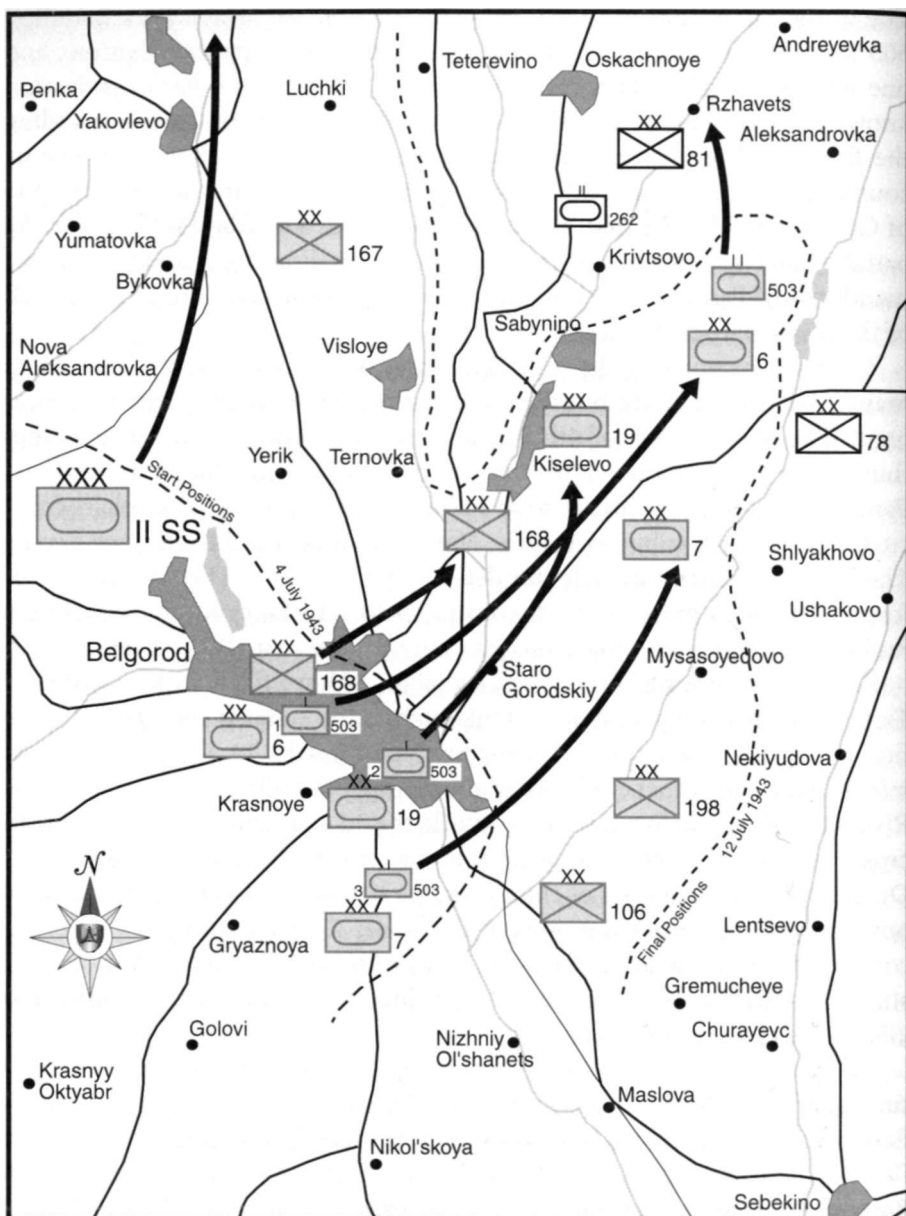 Andreyevka
Teterevino
Oskachnoye
Penka
Luchki
Rzhavets
Yakovlevo
XX
81
Aleksandrovka
II
262
Yumatovka
XX
167
Bykovka
Krivtsovo
II
503
Sabynino
Nova
Aleksandrovka
Visloye
XX
6
XX
19
XX
78
Kiselevo
Start Positions
4 July 1943
Yerik
Ternovka
XXX
II SS
XX
168
XX
7
Shlyakhovo
Ushakovo
Belgorod
XX
168
Staro
Gorodskiy
Mysasoyedovo
I
1 503
XX
6
I
2 503
Nekiyudova
Krasnoye
XX
19
XX
198
12 July 1943
Final Positions
I
3 503
XX
7
XX
106
N
Gryaznoya
Lentsevo
Gremucheye
Golovi
Nizhniy
Ol'shanets
Churayevc
Krasnyy
Oktyabr
Maslova
Nikol'skoya
Sebekino